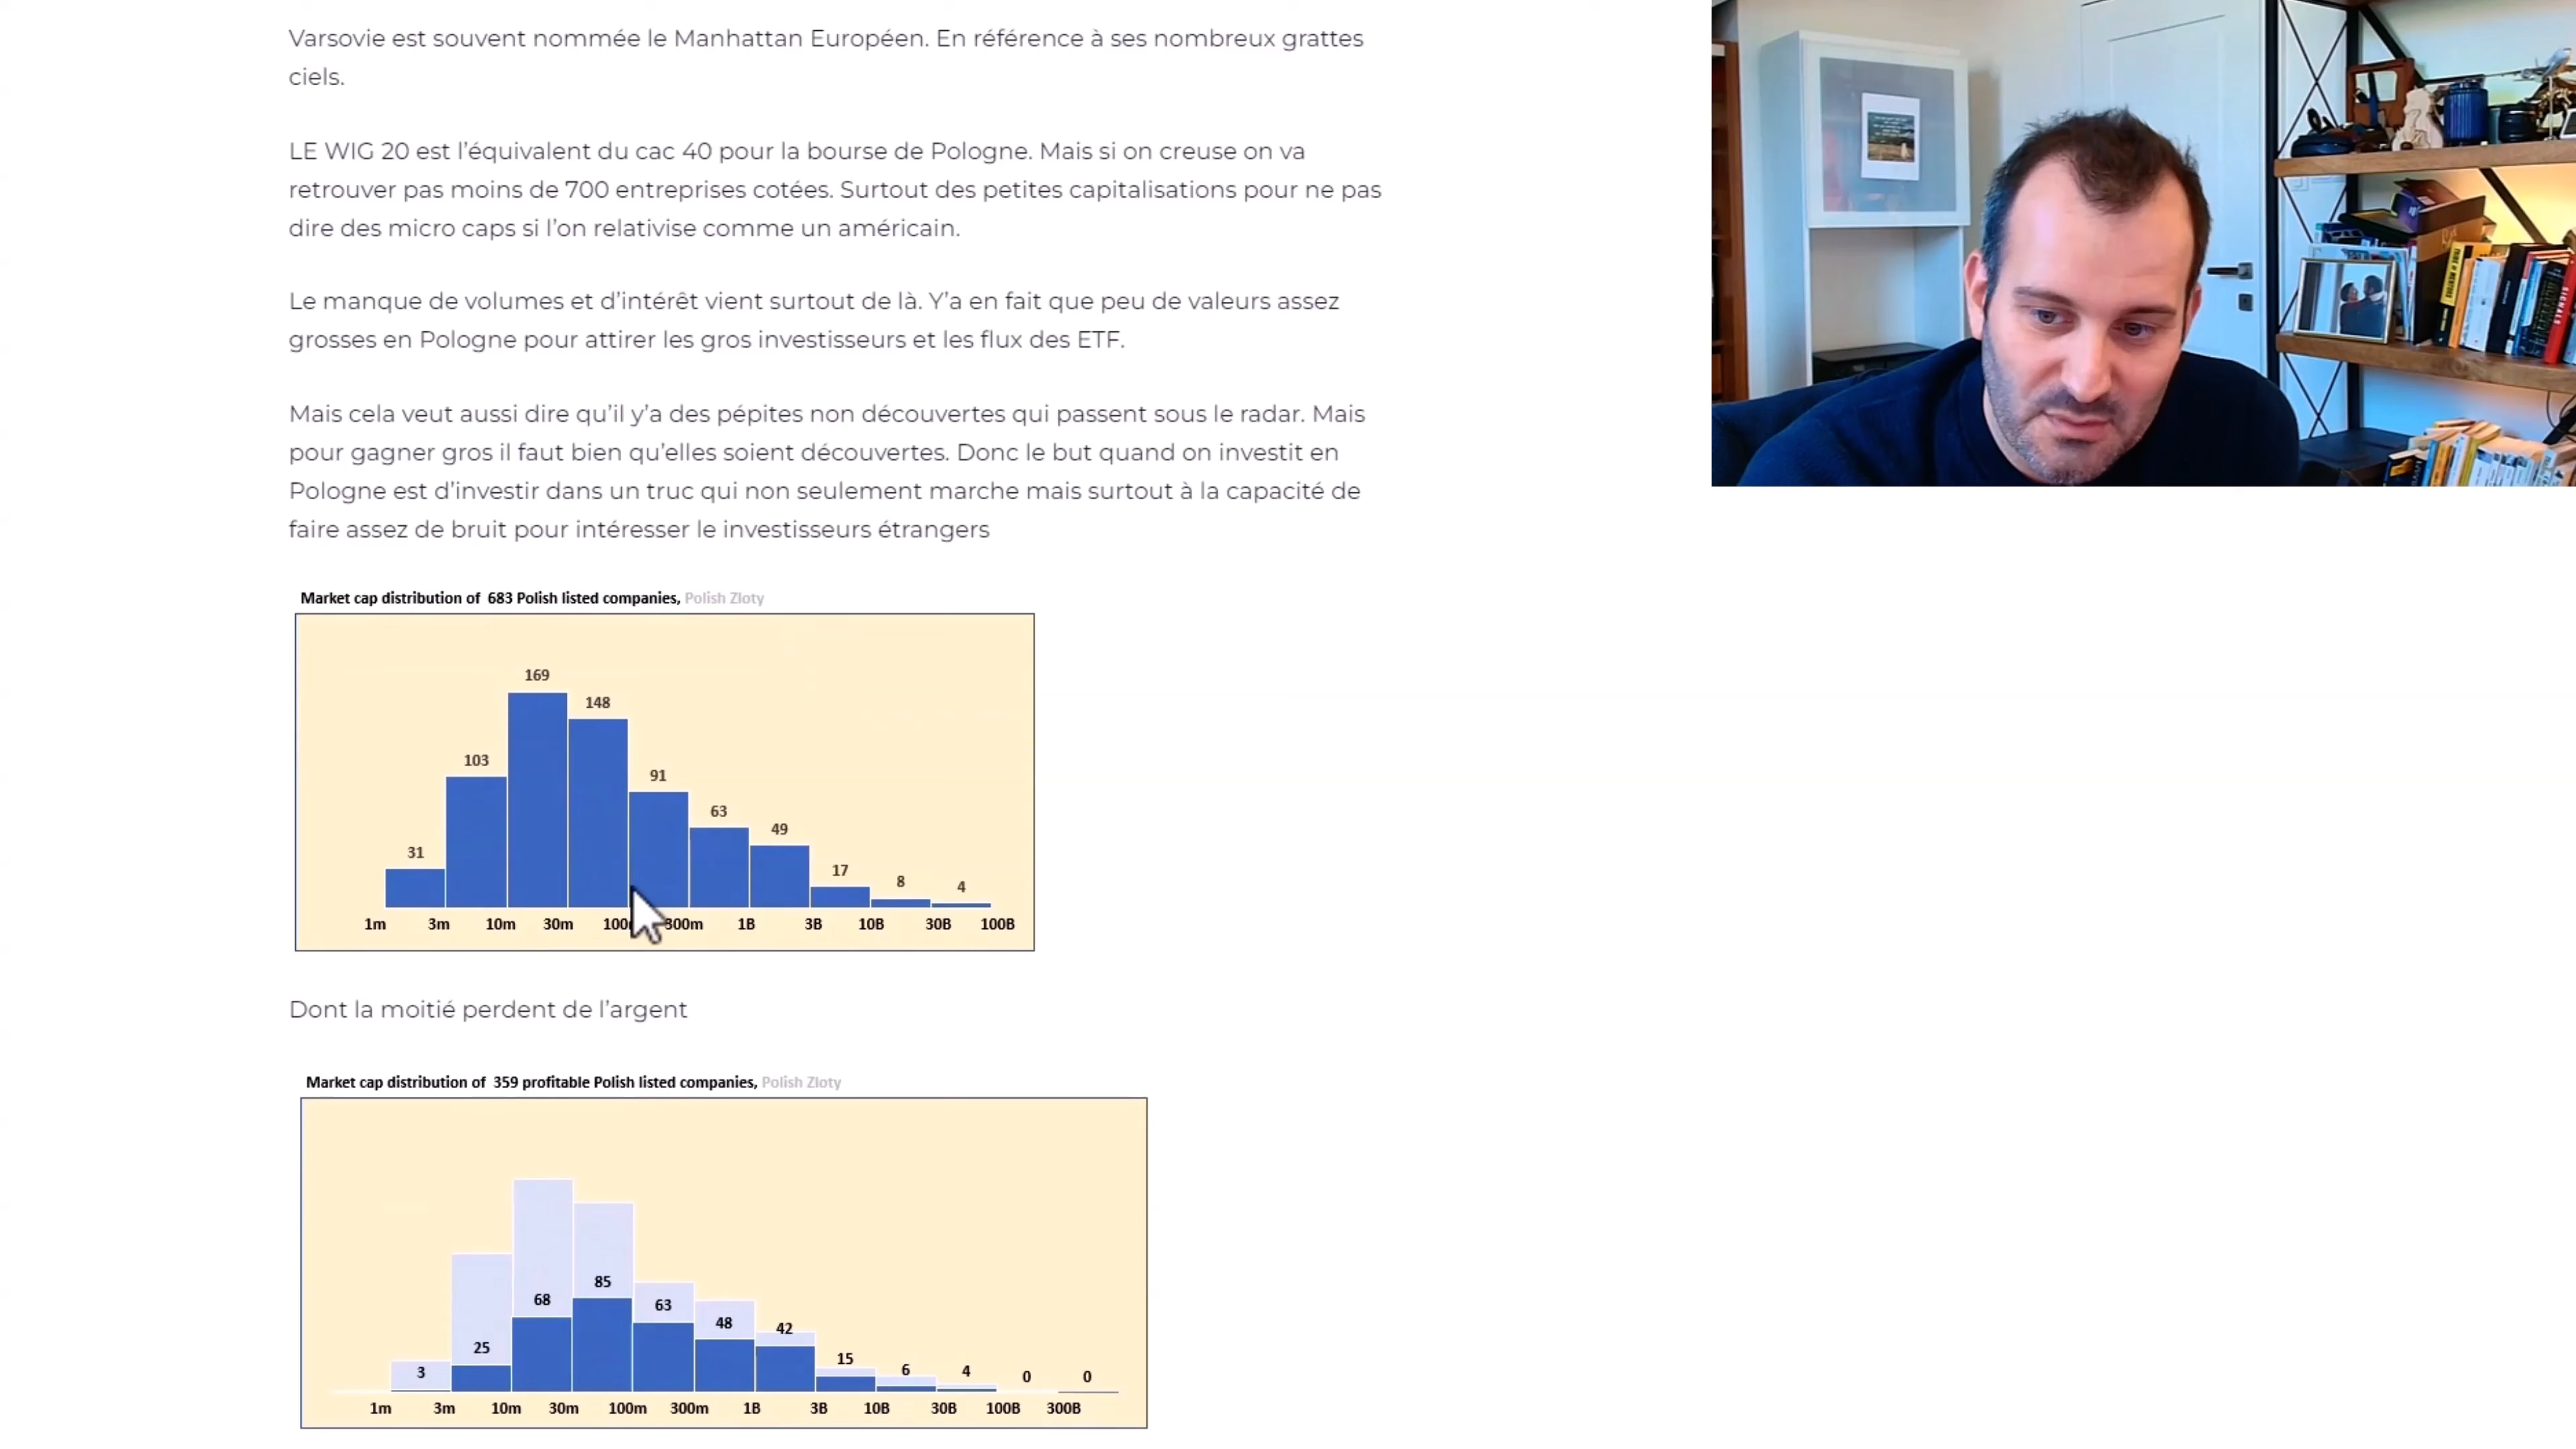 Varsovie est souvent nommée le Manhattan Européen. En référence à ses nombreux grattes
ciels.
LE WIG 20 est l’équivalent du cac 40 pour la bourse de Pologne. Mais si on creuse on va
retrouver pas moins de 700 entreprises cotées. Surtout des petites capitalisations pour ne pas
dire des micro caps si l’on relativise comme un américain.
Le manque de volumes et d’intérêt vient surtout de là. Y’a en fait que peu de valeurs assez
grosses en Pologne pour attirer les gros investisseurs et les flux des ETF.
Mais cela veut aussi dire qu’il y’a des pépites non découvertes qui passent sous le radar. Mais
pour gagner gros il faut bien qu’elles soient découvertes. Donc le but quand on investit en
Pologne est d’investir dans un truc qui non seulement marche mais surtout à la capacité de
faire assez de bruit pour intéresser le investisseurs étrangers
Market cap distribution of 683 Polish listed companies, Polish Zloty
31 103 169 148 91 63 49 17 8 4
1m 3m 10m 30m 300m 1B 3B 10B 30B 100B
Dont la moitié perdent de l’argent
Market cap distribution of 359 profitable Polish listed companies, Polish Zloty
3 25 68 85 63 48 42 15 6 4 0 0
1m 3m 10m 30m 100m 300m 1B 3B 10B 30B 100B 300B